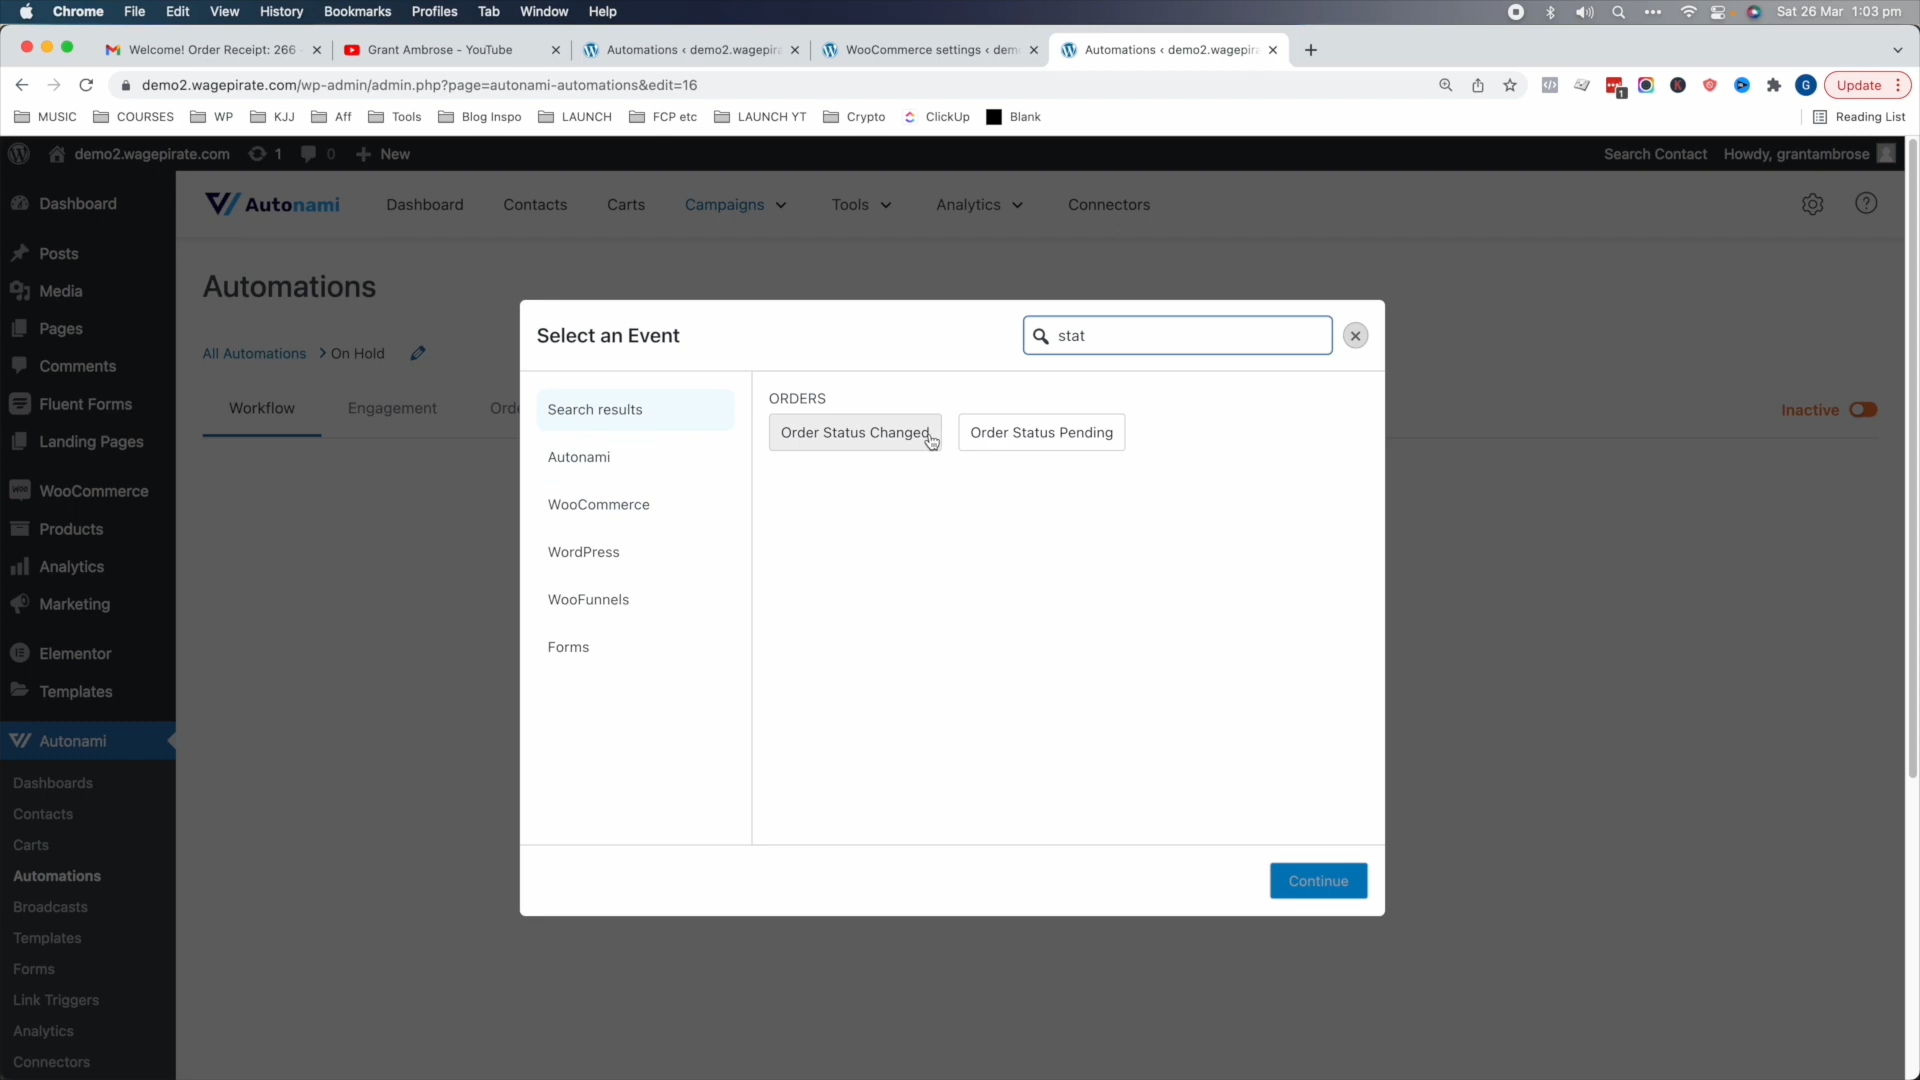 Chrome File Edit View History Bookmarks Profiles Tab Window Help Sat 26 Mar 1:03 pm
Welcome! Order Receipt: 266 Grant Ambrose - YouTube Automations ‹ demo2.wagepira WooCommerce settings ‹ dem Automations ‹ demo2.wagepira
demo2.wagepirate.com/wp-admin/admin.php?page=autonami-automations&edit=16 1 G Update
MUSIC COURSES WP KJJ Aff Tools Blog Inspo LAUNCH FCP etc LAUNCH YT Crypto ClickUp Blank Reading List
demo2.wagepirate.com 1 0 New Search Contact Howdy, grantambrose
Dashboard
Posts
Media
Pages
Comments
Fluent Forms
Landing Pages
WooCommerce
Products
Analytics
Marketing
Elementor
Templates
Autonami
Dashboards
Contacts
Carts
Automations
Broadcasts
Templates
Forms
Link Triggers
Analytics
Connectors
Autonami Dashboard Contacts Carts Campaigns Tools Analytics Connectors
Automations
All Automations > On Hold
Workflow Engagement Orde Inactive
Select an Event stat
Search results
Autonami
WooCommerce
WordPress
WooFunnels
Forms
ORDERS
Order Status Changed Order Status Pending
Continue